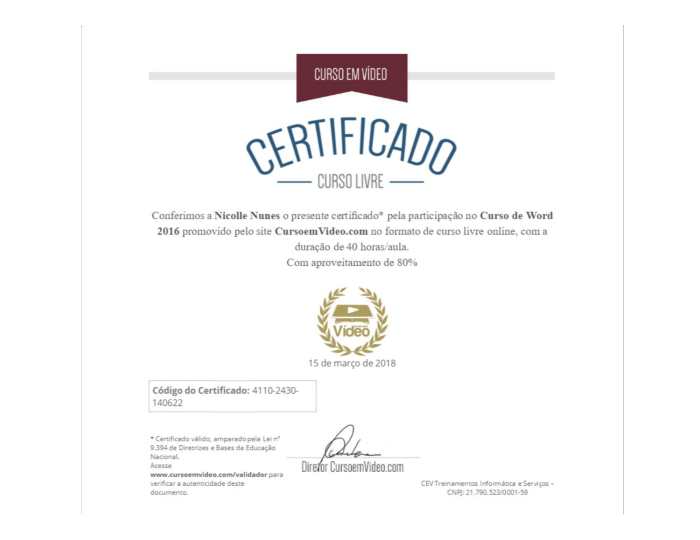 CURSO EM VÍDEO
CERTIFICADO
CURSO LIVRE
Conferimos a Nicolle Nunes o presente certificado* pela participação no Curso de Word
2016 promovido pelo site CursoemVideo.com no formato de curso livre online, com a
duração de 40 horas/aula.
Com aproveitamento de 80%
Vídeo
15 de março de 2018
Código do Certificado: 4110-2430-
140622
* Certificado válido, amparado pela Lei nº
9.394 de Diretrizes e Bases da Educação
Nacional.
Acesse
www.cursoemvideo.com/validador para
verificar a autenticidade deste
documento.
Diretor CursoemVideo.com
CEV Treinamentos Informática e Serviços –
CNPJ: 21.790.523/0001-59